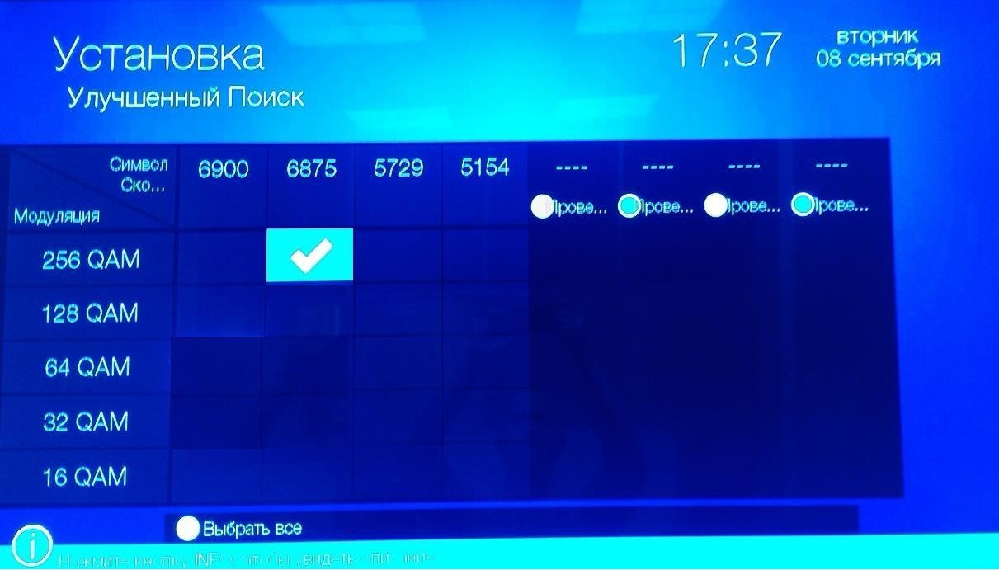 Установка
Улучшенный Поиск
17:37
вторник
08 сентября
Символ
Ско...
Модуляция
6900 6875 5729 5154 ---- ---- ---- ----
Прове... Прове... Прове... Прове...
256 QAM
128 QAM
64 QAM
32 QAM
16 QAM
Выбрать все
i
Нажмите кнопку INFO, чтобы увидеть описание